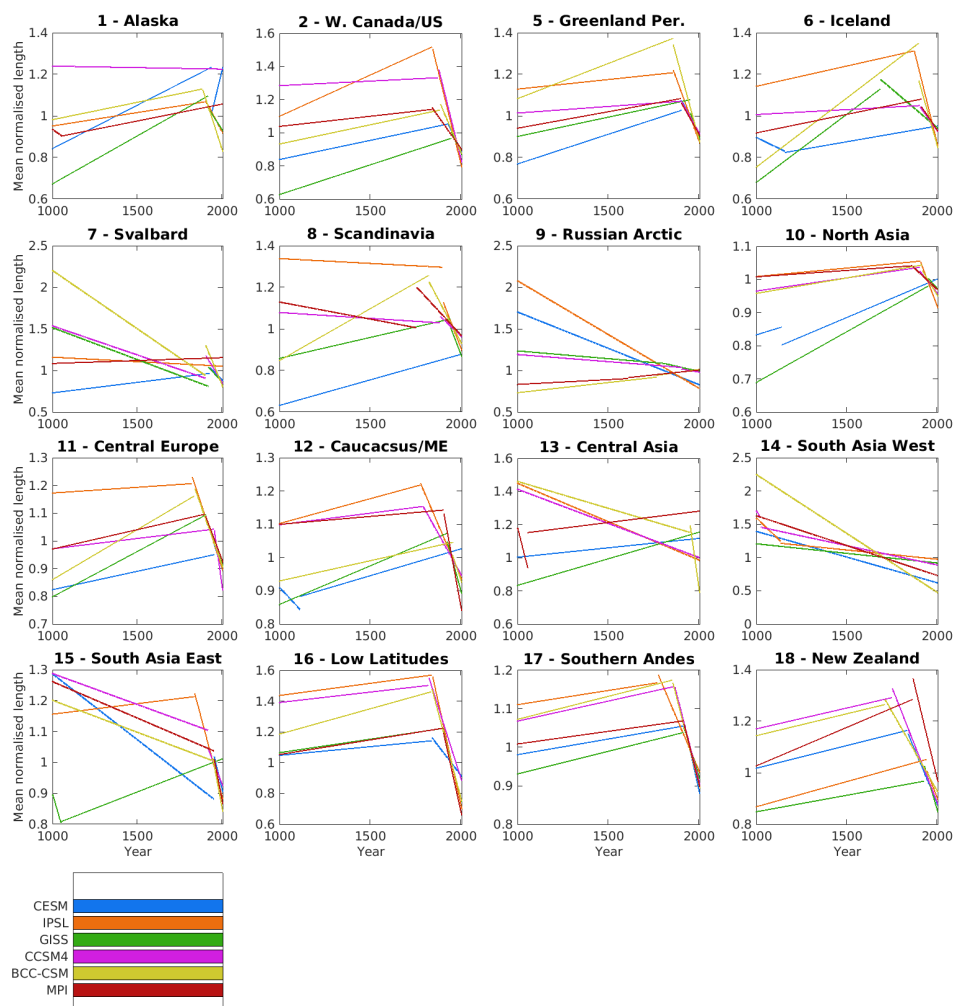 1 - Alaska
2 - W. Canada/US
5 - Greenland Per.
6 - Iceland
Mean normalised length
1.4
1.2
1
0.8
0.6
1000 1500 2000
1.6
1.4
1.2
1
0.8
0.6
1000 1500 2000
1.4
1.2
1
0.8
0.6
1000 1500 2000
1.4
1.2
1
0.8
0.6
1000 1500 2000
7 - Svalbard
8 - Scandinavia
9 - Russian Arctic
10 - North Asia
Mean normalised length
2.5
2
1.5
1
0.5
1000 1500 2000
1.4
1.2
1
0.8
0.6
1000 1500 2000
2.5
2
1.5
1
0.5
1000 1500 2000
1.1
1
0.9
0.8
0.7
0.6
1000 1500 2000
11 - Central Europe
12 - Caucacsus/ME
13 - Central Asia
14 - South Asia West
Mean normalised length
1.3
1.2
1.1
1
0.9
0.8
0.7
1000 1500 2000
1.3
1.2
1.1
1
0.9
0.8
1000 1500 2000
1.6
1.4
1.2
1
0.8
0.6
1000 1500 2000
2.5
2
1.5
1
0.5
0
1000 1500 2000
15 - South Asia East
16 - Low Latitudes
17 - Southern Andes
18 - New Zealand
Mean normalised length
1.3
1.2
1.1
1
0.9
0.8
1000 1500 2000
Year
1.6
1.4
1.2
1
0.8
0.6
1000 1500 2000
Year
1.2
1.1
1
0.9
0.8
1000 1500 2000
Year
1.4
1.2
1
0.8
1000 1500 2000
Year
CESM
IPSL
GISS
CCSM4
BCC-CSM
MPI